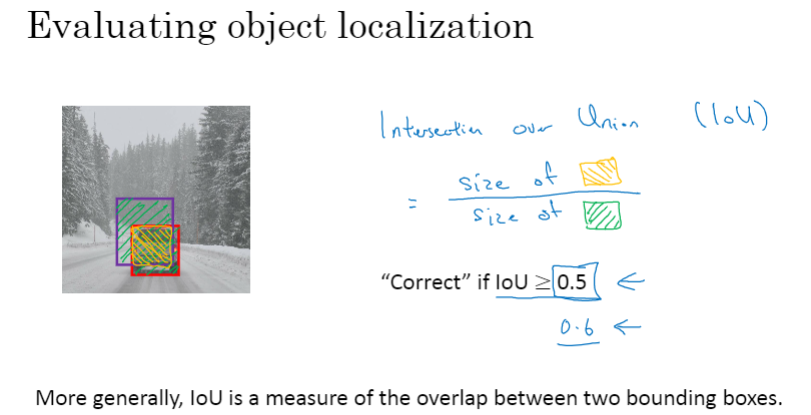 Evaluating object localization
Intersection over Union (IoU)
= size of
size of
"Correct" if IoU ≥ 0.5 ←
0.6 ←
More generally, IoU is a measure of the overlap between two bounding boxes.